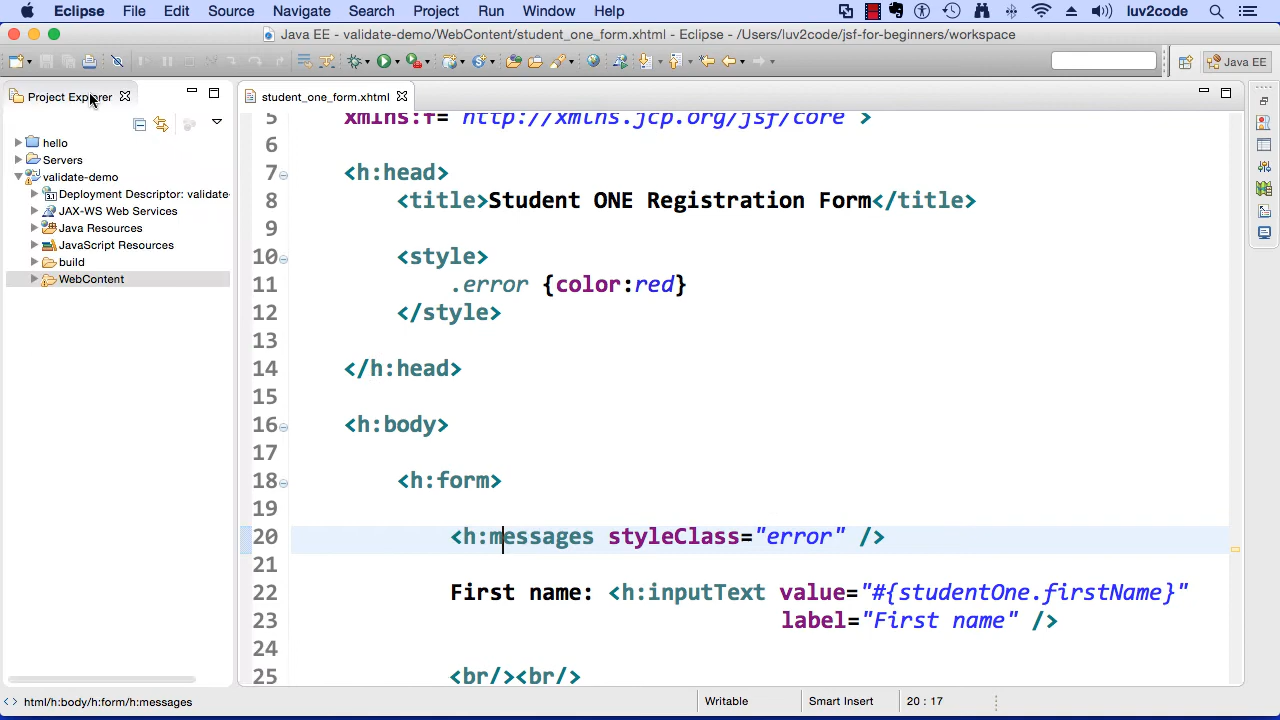 Eclipse File Edit Source Navigate Search Project Run Window Help luv2code
Java EE - validate-demo/WebContent/student_one_form.xhtml - Eclipse - /Users/luv2code/jsf-for-beginners/workspace
Java EE
Project Explorer
student_one_form.xhtml
hello
Servers
validate-demo
Deployment Descriptor: validate-
JAX-WS Web Services
Java Resources
JavaScript Resources
build
WebContent
5 xmlns:f="http://xmlns.jcp.org/jsf/core">
6
7 <h:head>
8 <title>Student ONE Registration Form</title>
9
10 <style>
11 .error {color:red}
12 </style>
13
14 </h:head>
15
16 <h:body>
17
18 <h:form>
19
20 <h:messages styleClass="error" />
21
22 First name: <h:inputText value="#{studentOne.firstName}"
23 label="First name" />
24
25 <br/><br/>
html/h:body/h:form/h:messages Writable Smart Insert 20 : 17